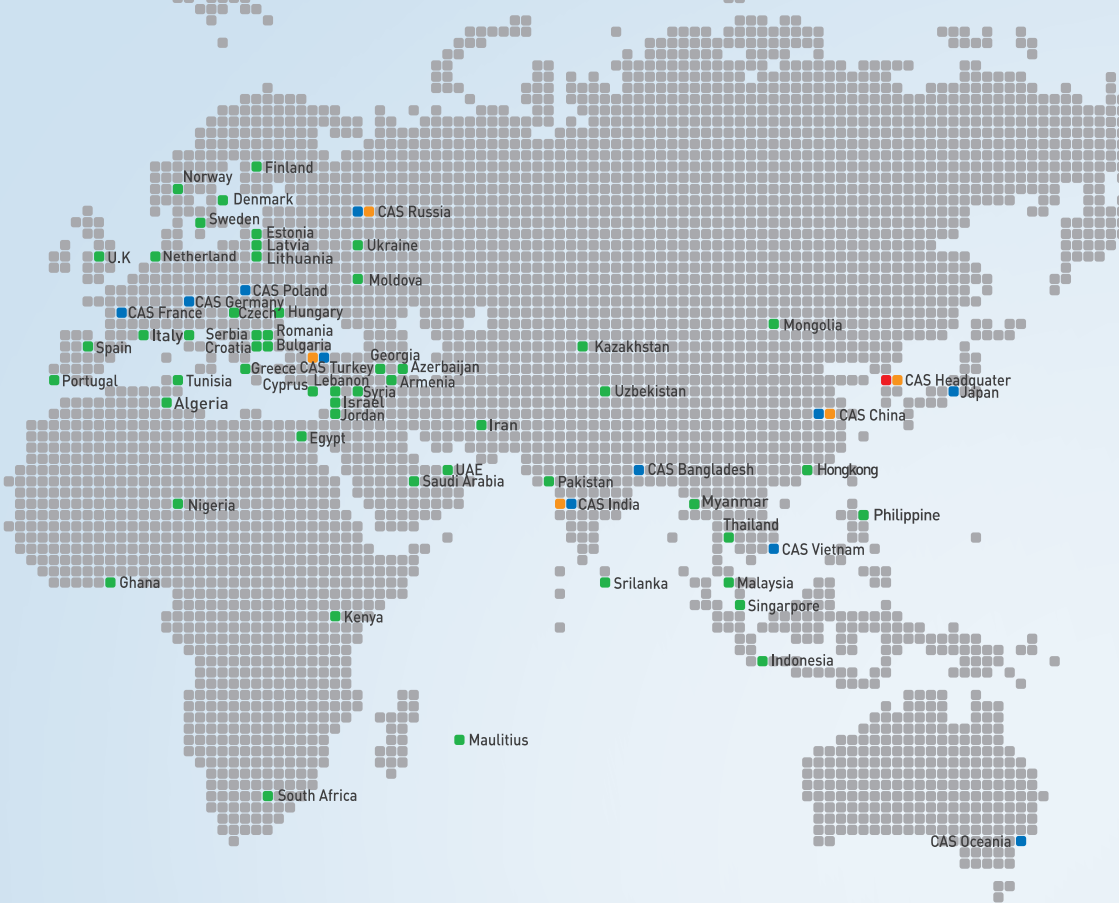 Finland
Norway
Denmark
CAS Russia
Sweden
Estonia
Latvia
Ukraine
U.K
Netherland
Lithuania
Moldova
CAS Poland
CAS Germany
CAS France
Czech
Hungary
Mongolia
Italy
Serbia
Romania
Spain
Croatia
Bulgaria
Kazakhstan
Georgia
Greece
CAS Turkey
Azerbaijan
Portugal
Tunisia
Cyprus
Lebanon
Armenia
CAS Headquater
Syria
Uzbekistan
Japan
Algeria
Israel
Jordan
CAS China
Iran
Egypt
UAE
CAS Bangladesh
Hongkong
Saudi Arabia
Pakistan
Nigeria
CAS India
Myanmar
Philippine
Thailand
CAS Vietnam
Ghana
Srilanka
Malaysia
Singarpore
Kenya
Indonesia
Maulitius
South Africa
CAS Oceania